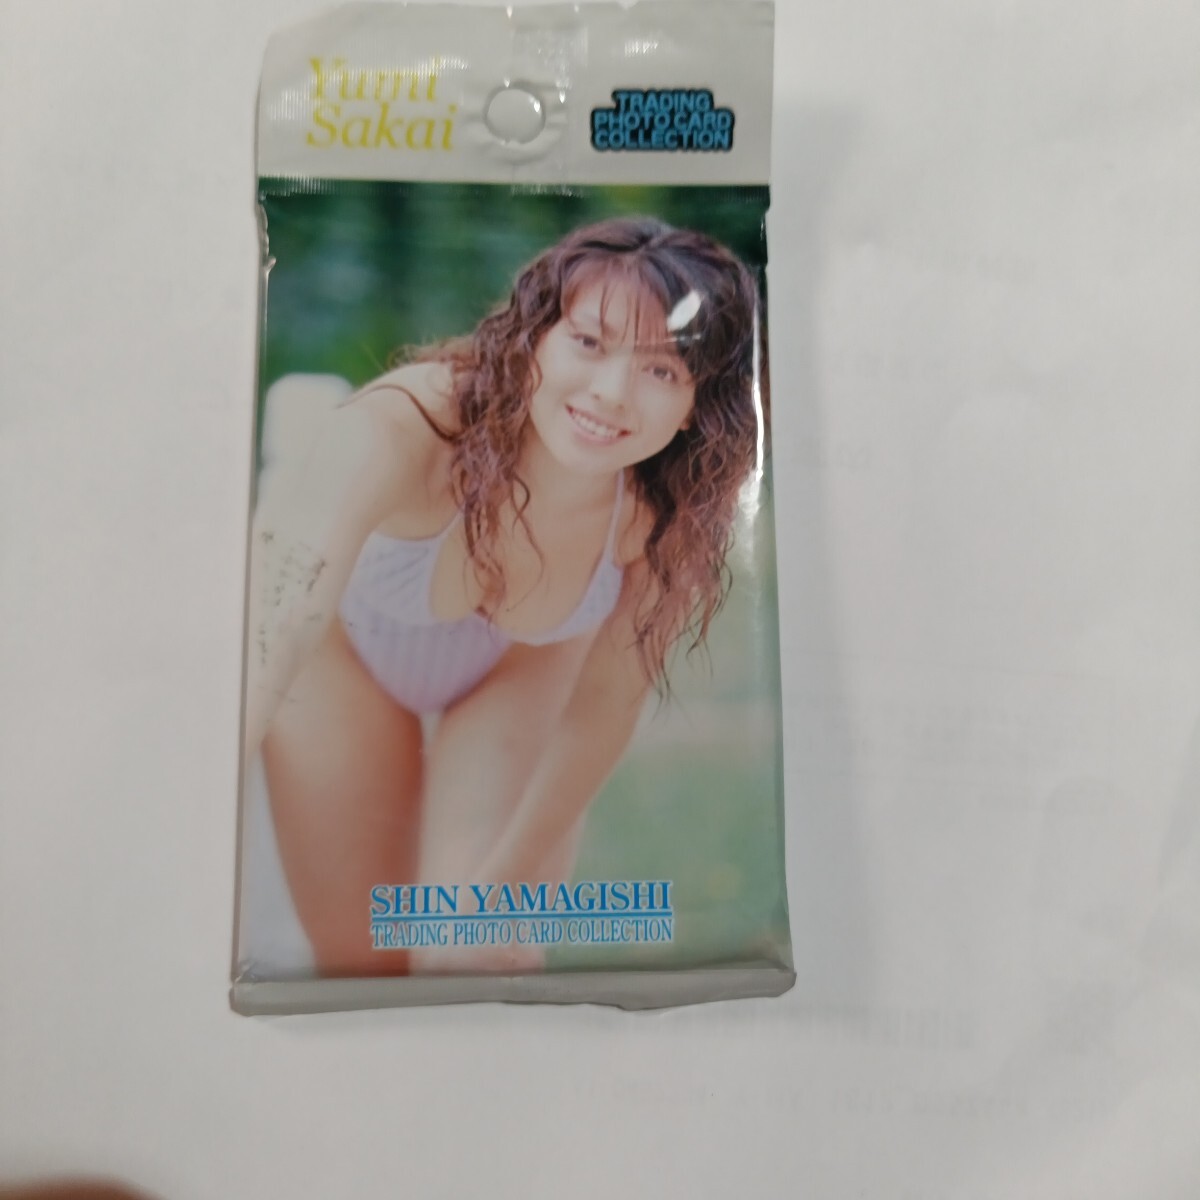 Yumi
Sakai
TRADING
PHOTO CARD
COLLECTION
SHIN YAMAGISHI
TRADING PHOTO CARD COLLECTION